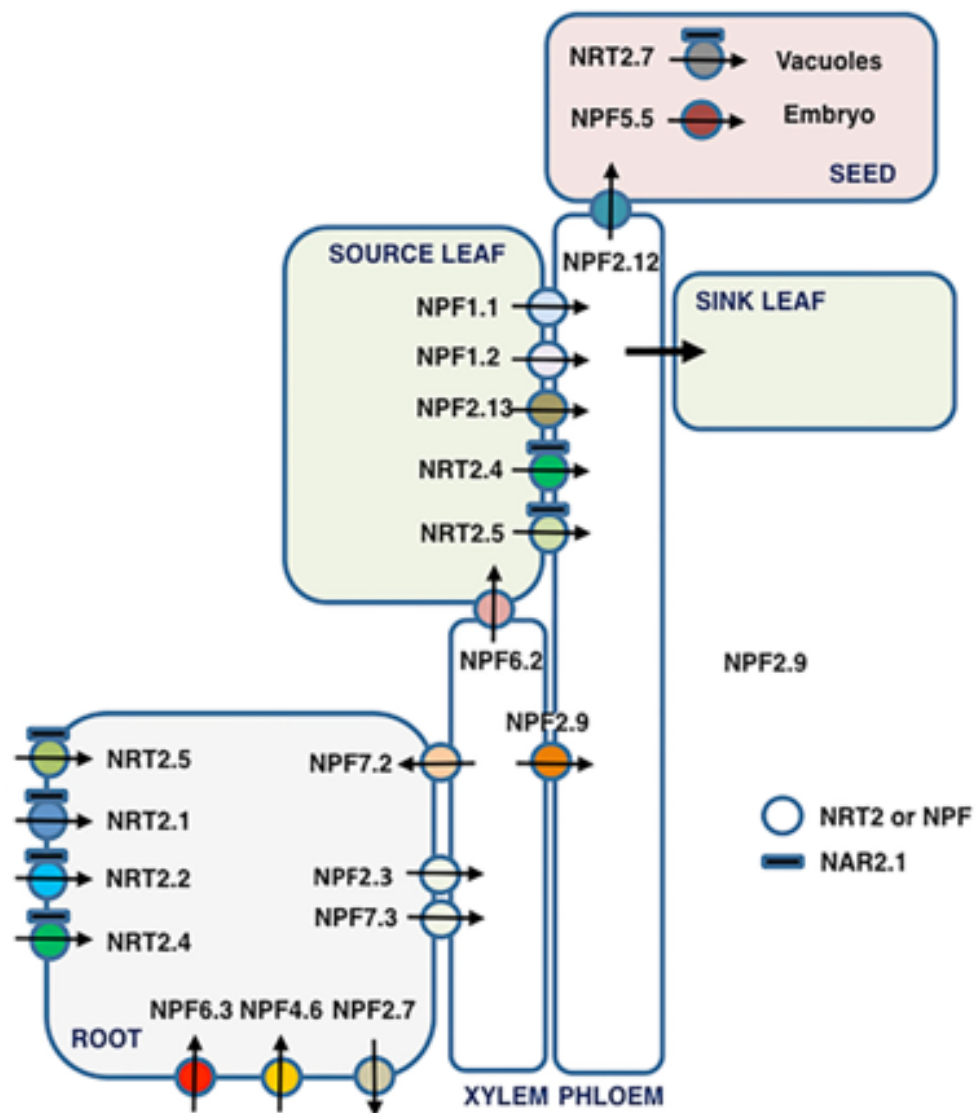 NRT2.7
Vacuoles
NPF5.5
Embryo
SEED
SOURCE LEAF
NPF2.12
NPF1.1
SINK LEAF
NPF1.2
NPF2.13
NRT2.4
NRT2.5
NPF6.2
NPF2.9
NPF2.9
NRT2.5
NPF7.2
NRT2.1
NRT2 or NPF
NAR2.1
NRT2.2
NPF2.3
NPF7.3
NRT2.4
NPF6.3 NPF4.6 NPF2.7
ROOT
XYLEM PHLOEM